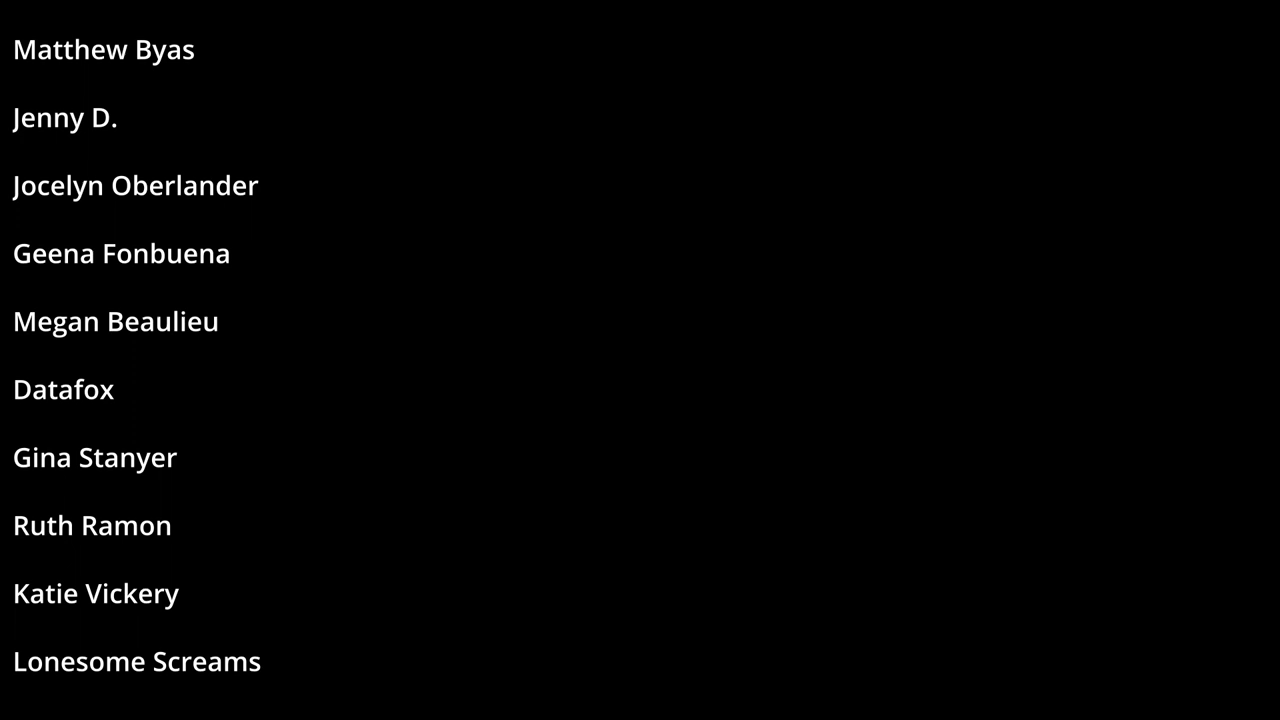 Matthew Byas
Jenny D.
Jocelyn Oberlander
Geena Fonbuena
Megan Beaulieu
Datafox
Gina Stanyer
Ruth Ramon
Katie Vickery
Lonesome Screams